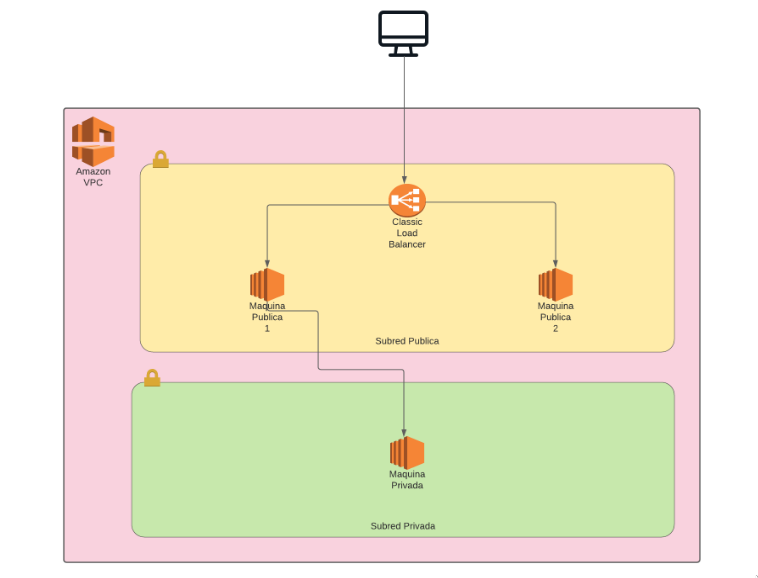 Amazon
VPC
Classic
Load
Balancer
Maquina
Publica
1
Maquina
Publica
2
Subred Publica
Maquina
Privada
Subred Privada